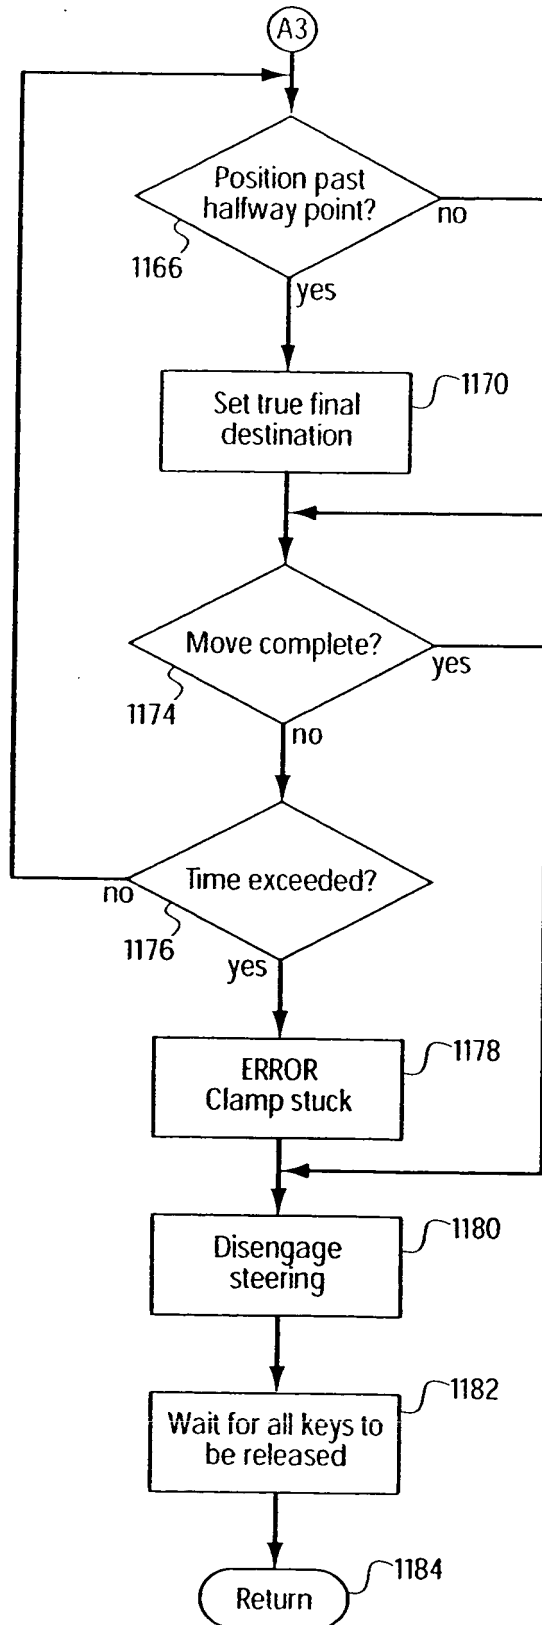 A3
Position past
halfway point?
no
1166
yes
1170
Set true final
destination
Move complete?
yes
1174
no
Time exceeded?
no
1176
yes
1178
ERROR
Clamp stuck
1180
Disengage
steering
1182
Wait for all keys to
be released
1184
Return